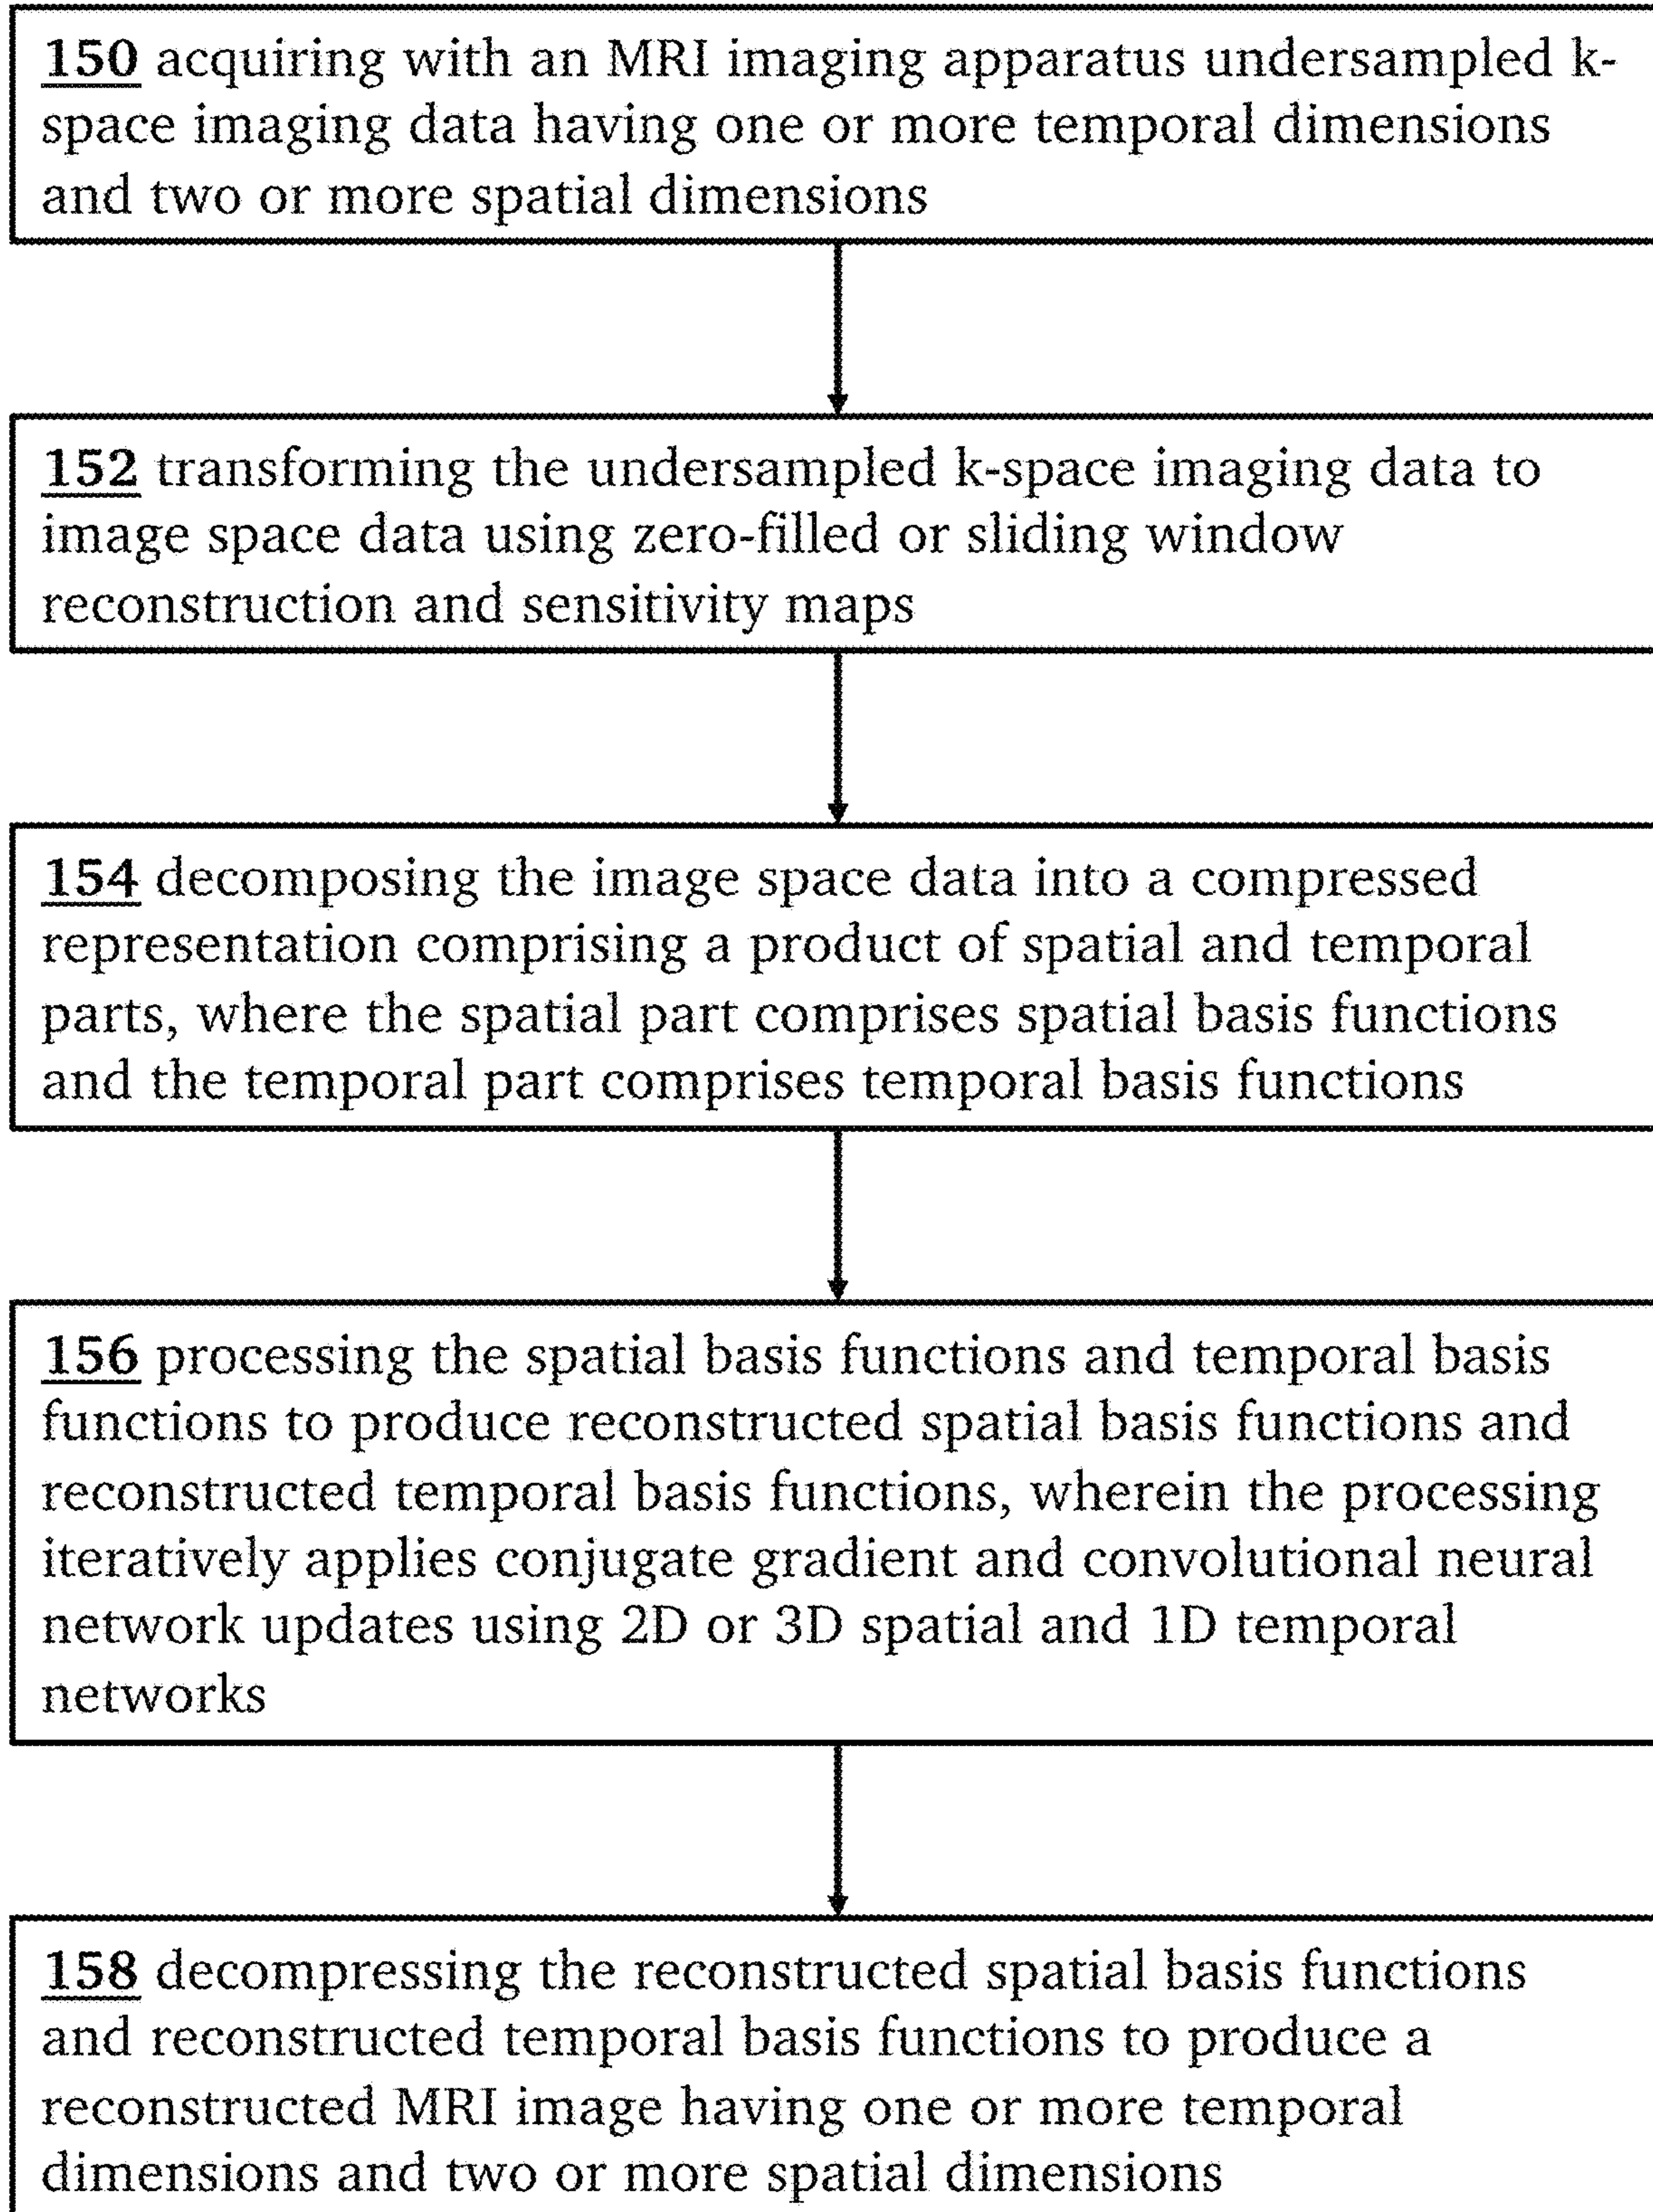 150 acquiring with an MRI imaging apparatus undersampled k-
space imaging data having one or more temporal dimensions
and two or more spatial dimensions
152 transforming the undersampled k-space imaging data to
image space data using zero-filled or sliding window
reconstruction and sensitivity maps
154 decomposing the image space data into a compressed
representation comprising a product of spatial and temporal
parts, where the spatial part comprises spatial basis functions
and the temporal part comprises temporal basis functions
156 processing the spatial basis functions and temporal basis
functions to produce reconstructed spatial basis functions and
reconstructed temporal basis functions, wherein the processing
iteratively applies conjugate gradient and convolutional neural
network updates using 2D or 3D spatial and 1D temporal
networks
158 decompressing the reconstructed spatial basis functions
and reconstructed temporal basis functions to produce a
reconstructed MRI image having one or more temporal
dimensions and two or more spatial dimensions